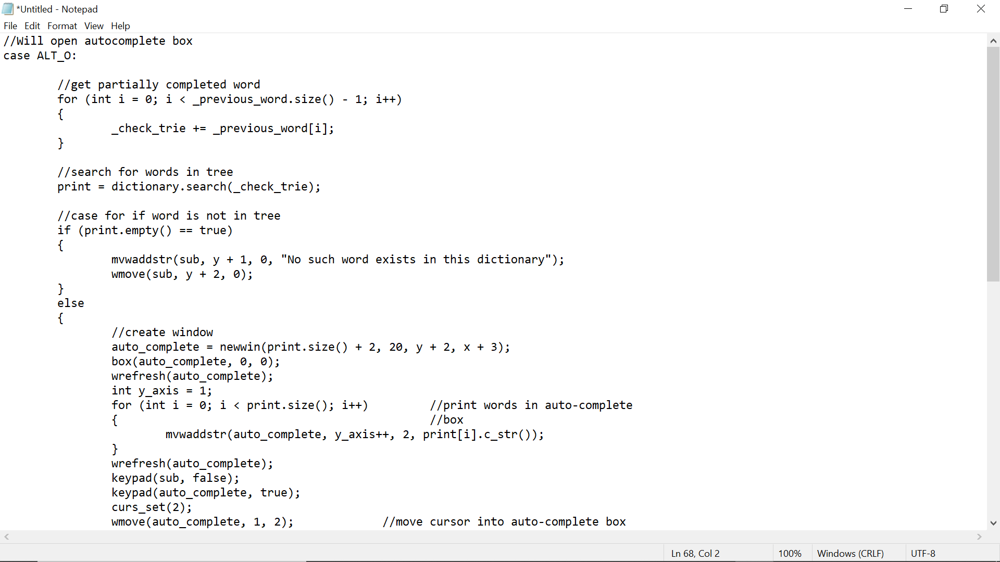 *Untitled - Notepad
File Edit Format View Help
//Will open autocomplete box
case ALT_O:
//get partially completed word
for (int i = 0; i < _previous_word.size() - 1; i++)
{
_check_trie += _previous_word[i];
}
//search for words in tree
print = dictionary.search(_check_trie);
//case for if word is not in tree
if (print.empty() == true)
{
mvwaddstr(sub, y + 1, 0, "No such word exists in this dictionary");
wmove(sub, y + 2, 0);
}
else
{
//create window
auto_complete = newwin(print.size() + 2, 20, y + 2, x + 3);
box(auto_complete, 0, 0);
wrefresh(auto_complete);
int y_axis = 1;
for (int i = 0; i < print.size(); i++) //print words in auto-complete
{ //box
mvwaddstr(auto_complete, y_axis++, 2, print[i].c_str());
}
wrefresh(auto_complete);
keypad(sub, false);
keypad(auto_complete, true);
curs_set(2);
wmove(auto_complete, 1, 2); //move cursor into auto-complete box
Ln 68, Col 2 100% Windows (CRLF) UTF-8